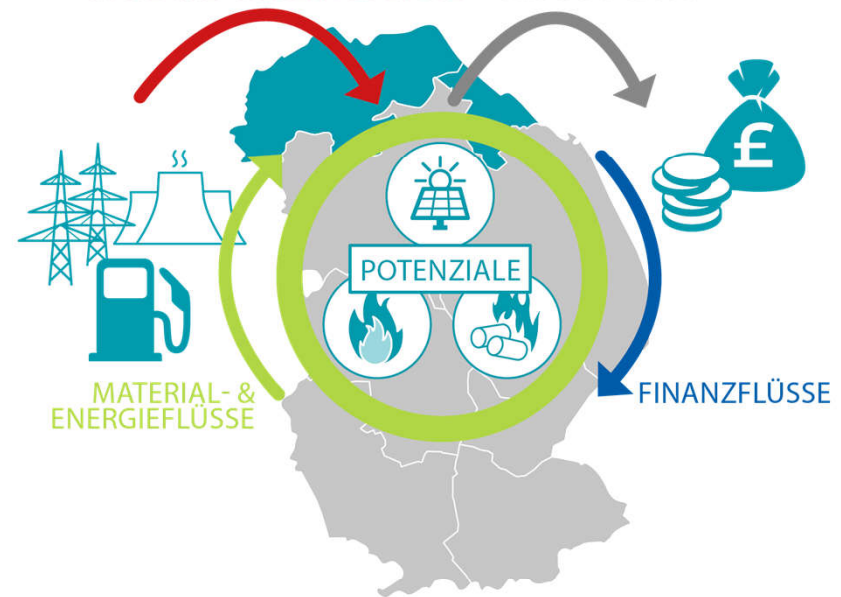 £
POTENZIALE
MATERIAL- &
ENERGIEFLÜSSE
FINANZFLÜSSE